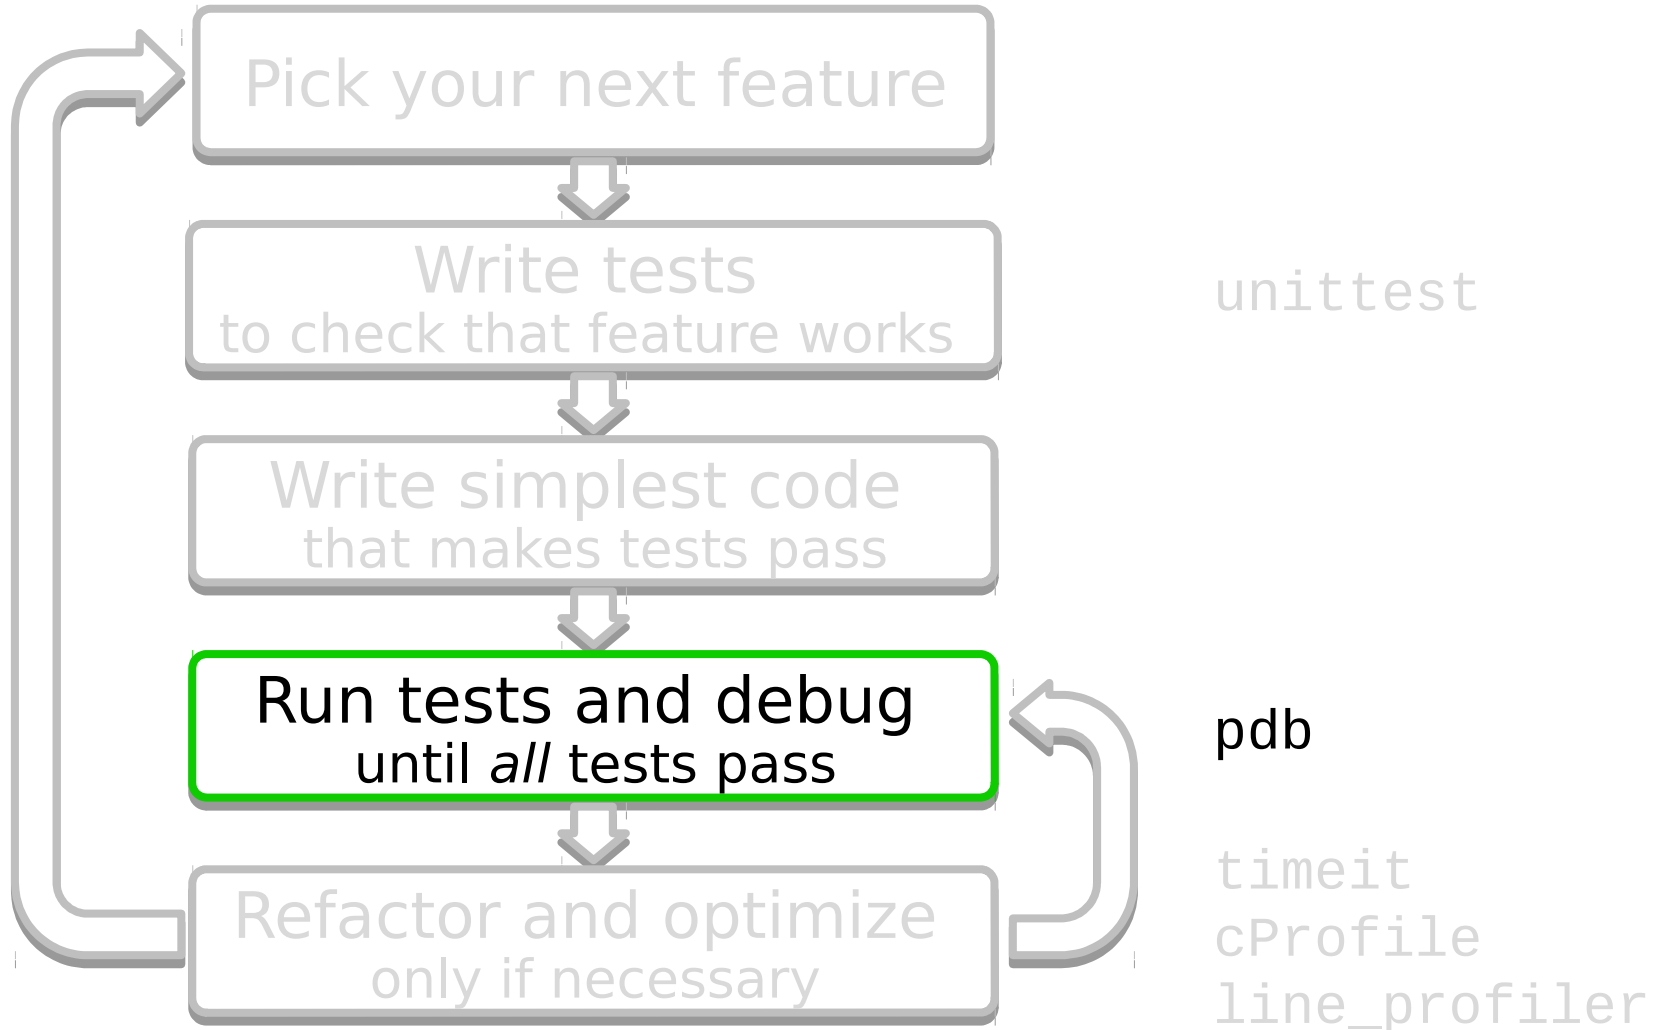 Pick your next feature
Write tests
to check that feature works
unittest
Write simplest code
that makes tests pass
Run tests and debug
until all tests pass
pdb
Refactor and optimize
only if necessary
timeit
cProfile
line_profiler